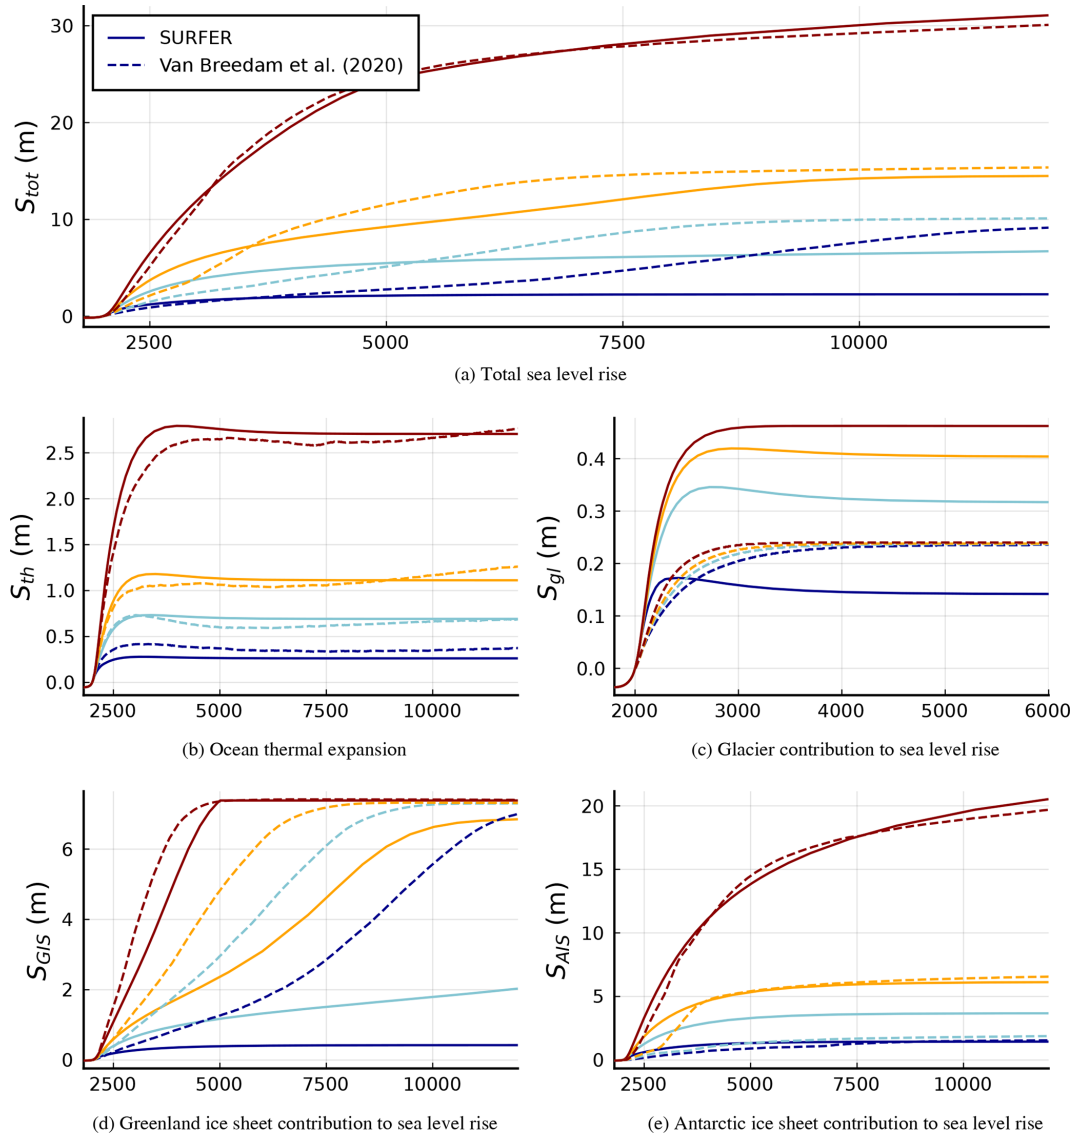 SURFER
Van Breedam et al. (2020)
S_tot (m)
30
20
10
0
2500 5000 7500 10000
(a) Total sea level rise
S_th (m)
2.5
2.0
1.5
1.0
0.5
0.0
2500 5000 7500 10000
(b) Ocean thermal expansion
S_gl (m)
0.4
0.3
0.2
0.1
0.0
2000 3000 4000 5000 6000
(c) Glacier contribution to sea level rise
S_GIS (m)
6
4
2
0
2500 5000 7500 10000
(d) Greenland ice sheet contribution to sea level rise
S_AIS (m)
20
15
10
5
0
2500 5000 7500 10000
(e) Antarctic ice sheet contribution to sea level rise